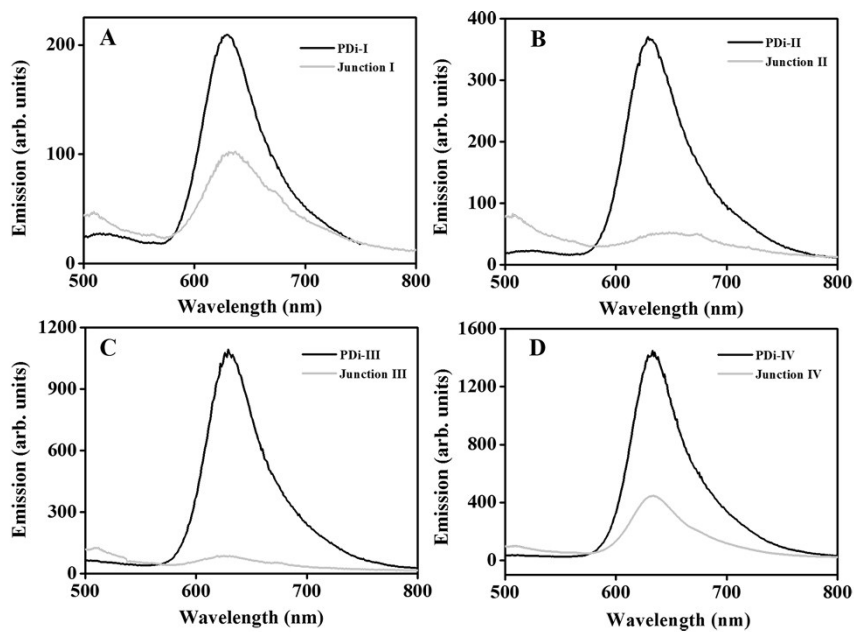 A
PDi-I
Junction I
Emission (arb. units)
200
100
0
500 600 700 800
Wavelength (nm)
B
PDi-II
Junction II
Emission (arb. units)
400
300
200
100
0
500 600 700 800
Wavelength (nm)
C
PDi-III
Junction III
Emission (arb. units)
1200
900
600
300
0
500 600 700 800
Wavelength (nm)
D
PDi-IV
Junction IV
Emission (arb. units)
1600
1200
800
400
0
500 600 700 800
Wavelength (nm)